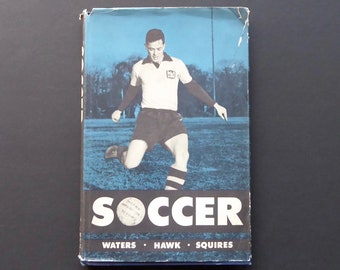 SOCCER
WATERS · HAWK · SQUIRES